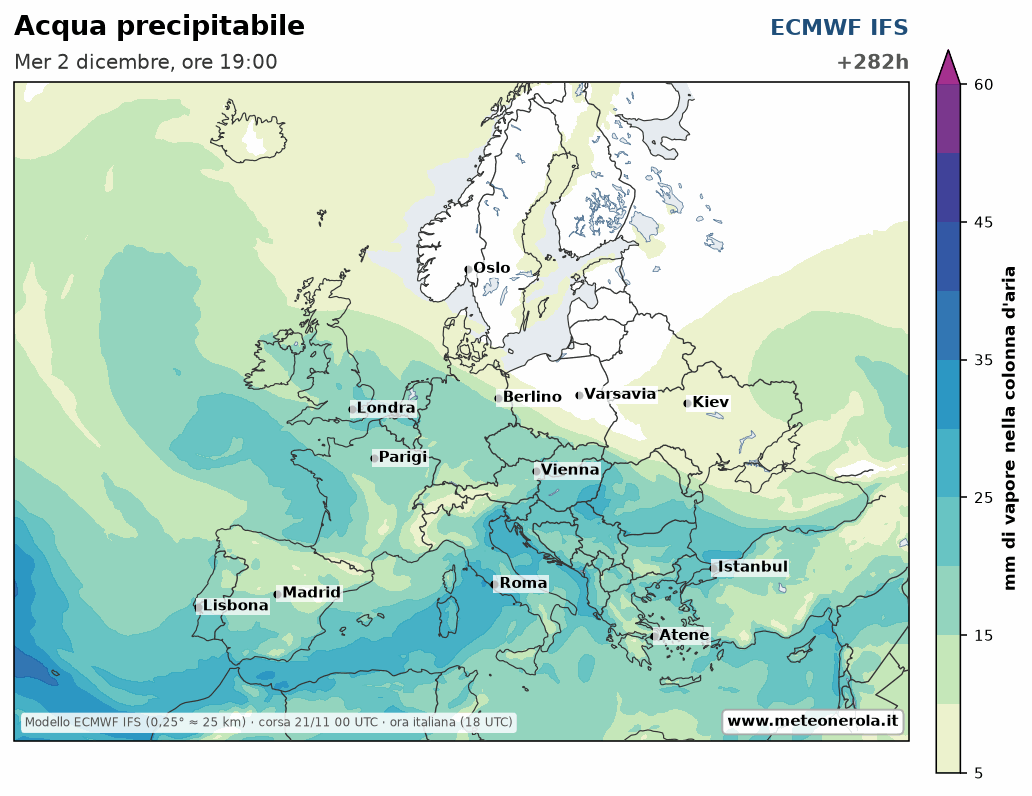 Acqua precipitabile
ECMWF IFS
Mer 2 dicembre, ore 19:00
+282h
60
45
35
25
15
5
mm di vapore nella colonna d'aria
Oslo
Berlino
Varsavia
Kiev
Londra
Parigi
Vienna
Istanbul
Roma
Madrid
Lisbona
Atene
Modello ECMWF IFS (0,25° ≈ 25 km) · corsa 21/11 00 UTC · ora italiana (18 UTC)
www.meteonerola.it